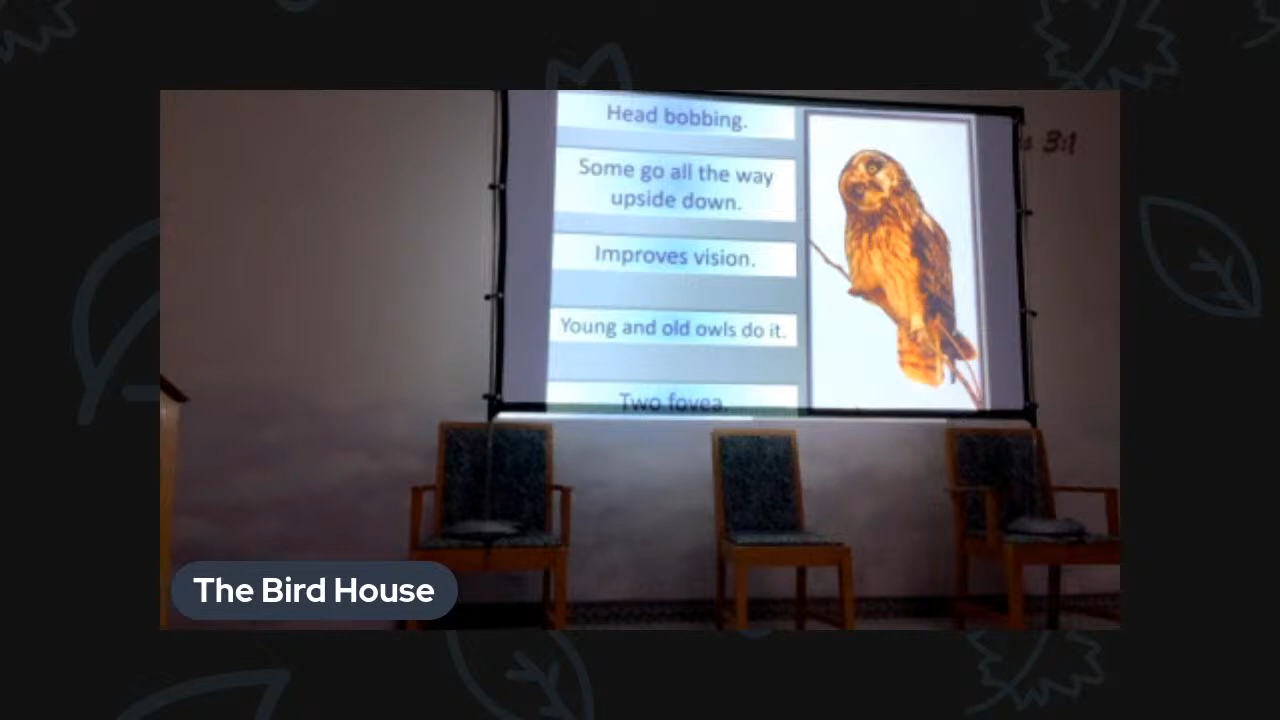 Head bobbing.
Some go all the way
upside down.
Improves vision.
Young and old owls do it.
Two fovea.
3:1
The Bird House